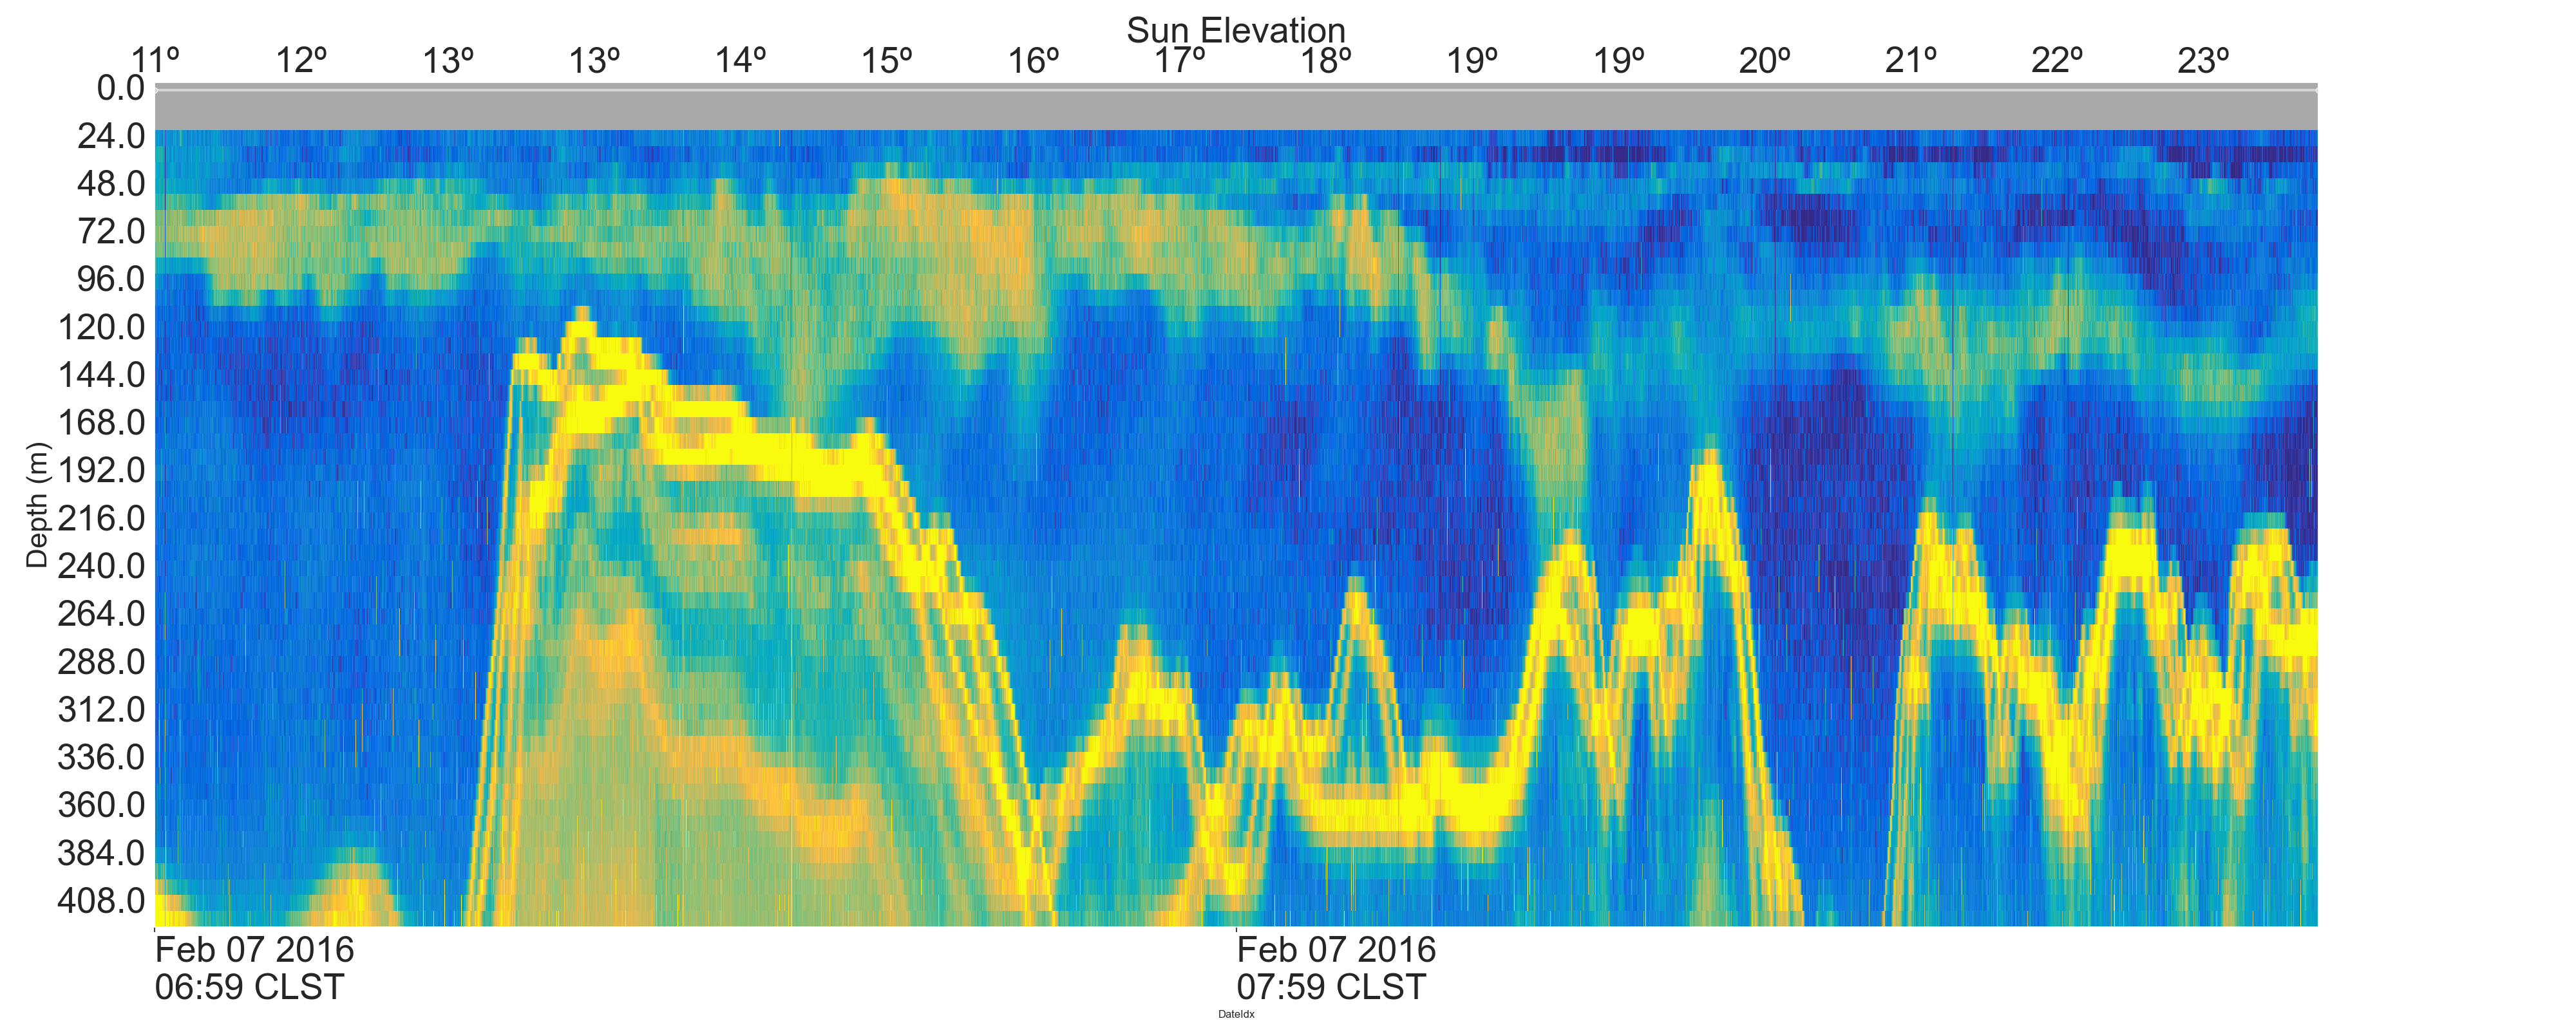 Sun Elevation
11º 12º 13º 13º 14º 15º 16º 17º 18º 19º 19º 20º 21º 22º 23º
0.0
24.0
48.0
72.0
96.0
120.0
144.0
168.0
192.0
216.0
240.0
264.0
288.0
312.0
336.0
360.0
384.0
408.0
Depth (m)
Feb 07 2016
06:59 CLST
Feb 07 2016
07:59 CLST
DateIdx